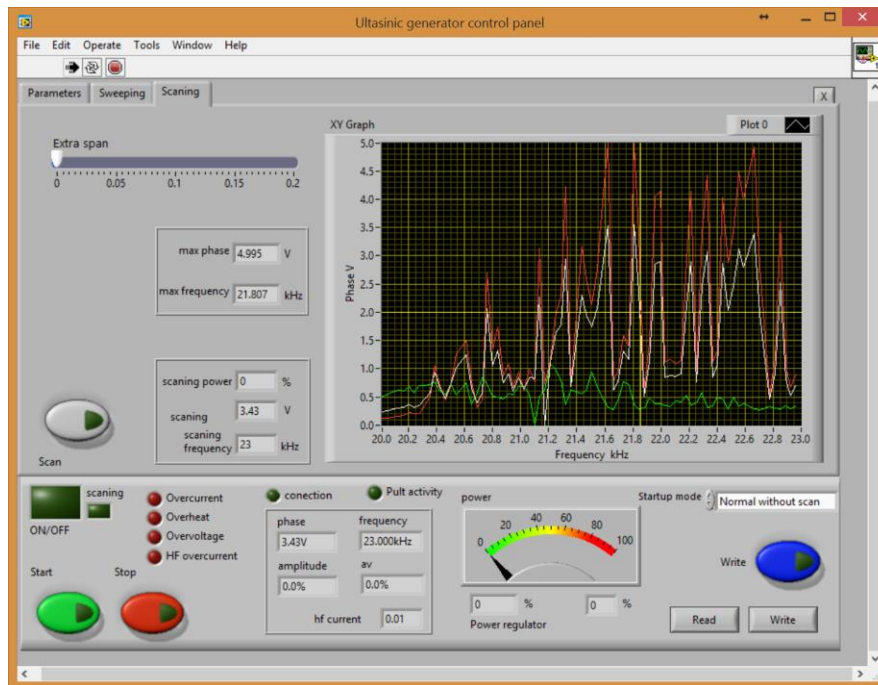 Ultasinic generator control panel
File Edit Operate Tools Window Help
Parameters Sweeping Scaning X
XY Graph Plot 0
Extra span
0 0.05 0.1 0.15 0.2
max phase 4.995 V
max frequency 21.807 kHz
scaning power 0 %
scaning 3.43 V
scaning frequency 23 kHz
Scan
Phase V
5.0
4.5
4.0
3.5
3.0
2.5
2.0
1.5
1.0
0.5
0.0
20.0 20.2 20.4 20.6 20.8 21.0 21.2 21.4 21.6 21.8 22.0 22.2 22.4 22.6 22.8 23.0
Frequency kHz
ON/OFF
scaning
Overcurrent
Overheat
Overvoltage
HF overcurrent
Start Stop
conection Pult activity
phase frequency
3.43V 23.000kHz
amplitude av
0.0% 0.0%
hf current 0.01
power
0 20 40 60 80 100
0 % 0 %
Power regulator
Startup mode Normal without scan
Write
Read Write